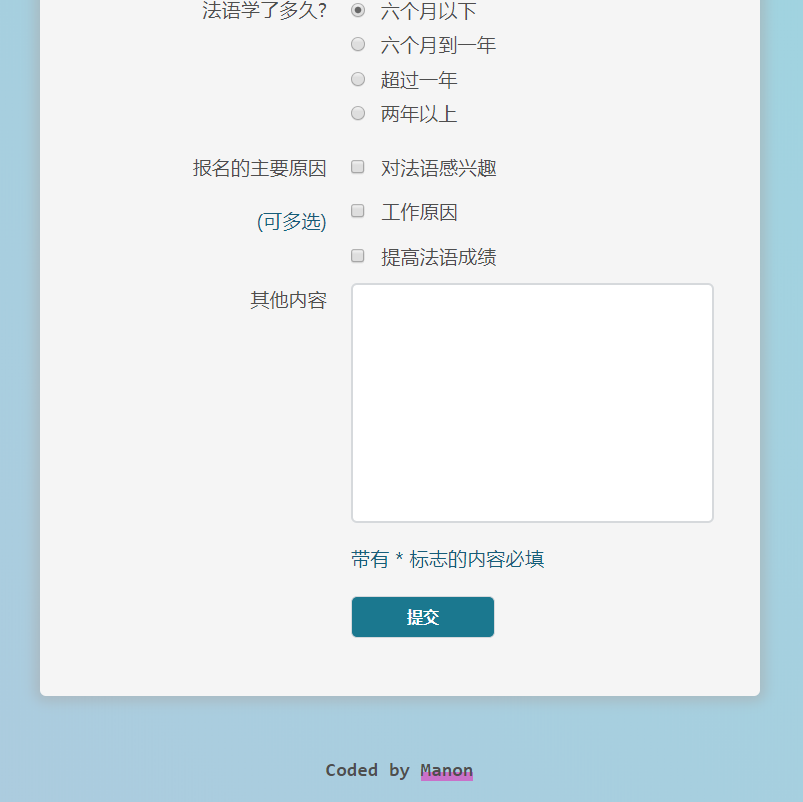 法语学了多久?
六个月以下
六个月到一年
超过一年
两年以上
报名的主要原因
对法语感兴趣
(可多选)
工作原因
提高法语成绩
其他内容
带有 * 标志的内容必填
提交
Coded by Manon